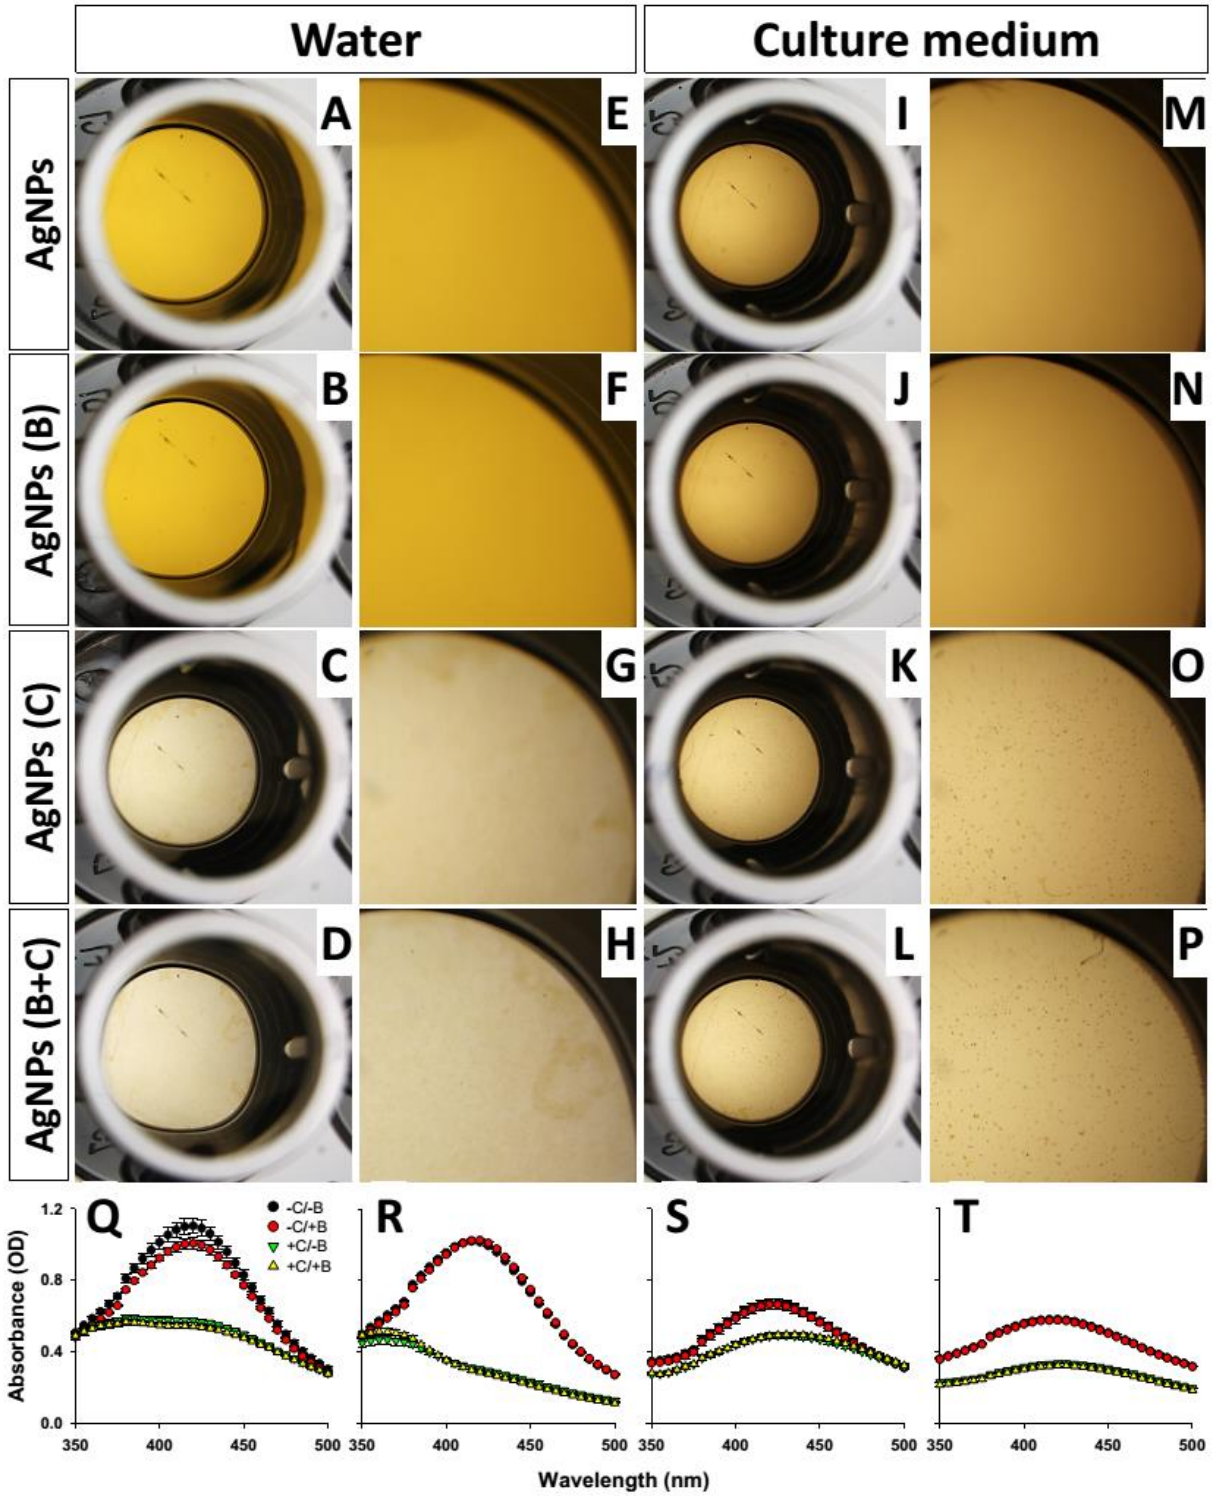 Water
Culture medium
AgNPs
A
E
I
M
AgNPs (B)
B
F
J
N
AgNPs (C)
C
G
K
O
AgNPs (B+C)
D
H
L
P
Q
R
S
T
-C/-B
-C/+B
+C/-B
+C/+B
Absorbance (OD)
1.2
0.8
0.4
0.0
350 400 450 500
350 400 450 500
350 400 450 500
350 400 450 500
Wavelength (nm)